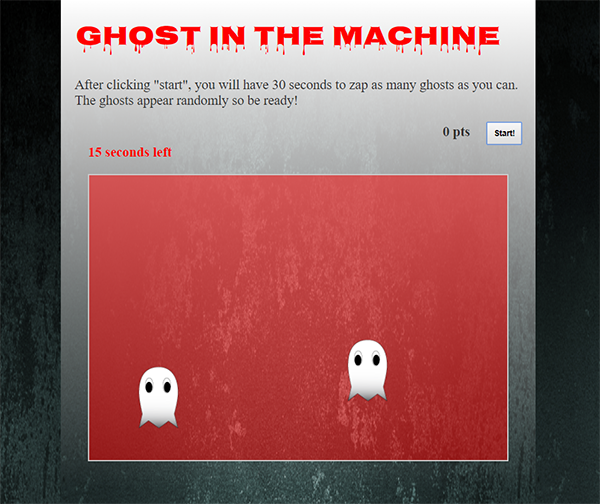 GHOST IN THE MACHINE
After clicking "start", you will have 30 seconds to zap as many ghosts as you can.
The ghosts appear randomly so be ready!
0 pts
Start!
15 seconds left